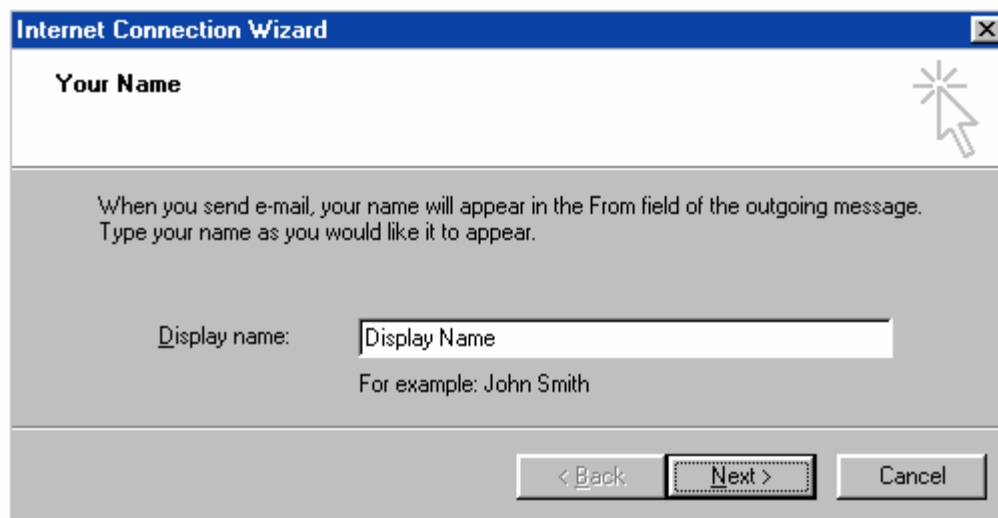 Internet Connection Wizard
Your Name
When you send e-mail, your name will appear in the From field of the outgoing message.
Type your name as you would like it to appear.
Display name: Display Name
For example: John Smith
< Back Next > Cancel